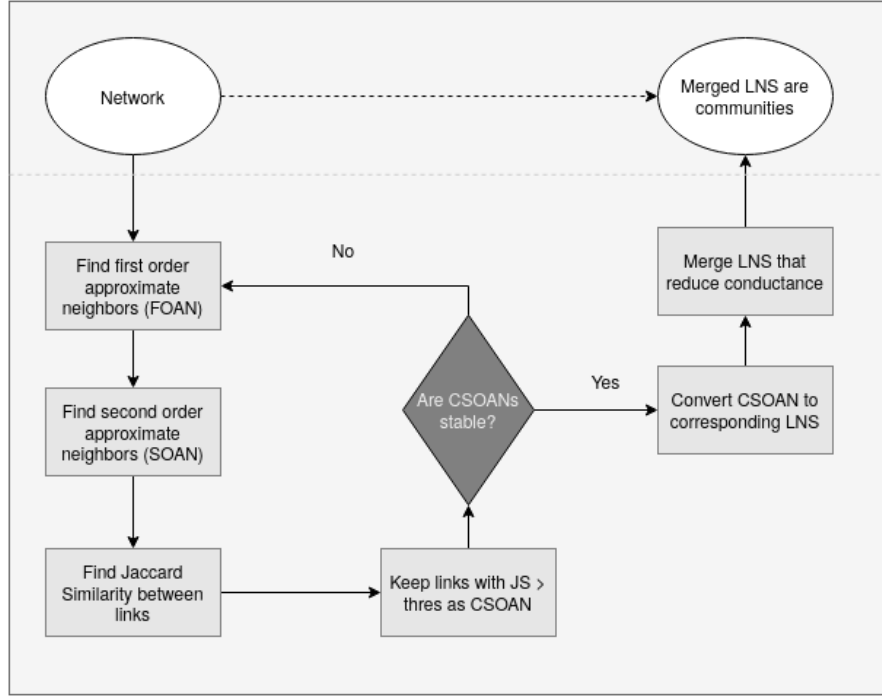 Network
Merged LNS are
communities
Find first order
approximate
neighbors (FOAN)
No
Merge LNS that
reduce conductance
Find second order
approximate
neighbors (SOAN)
Are CSOANs
stable?
Yes
Convert CSOAN to
corresponding LNS
Find Jaccard
Similarity between
links
Keep links with JS >
thres as CSOAN